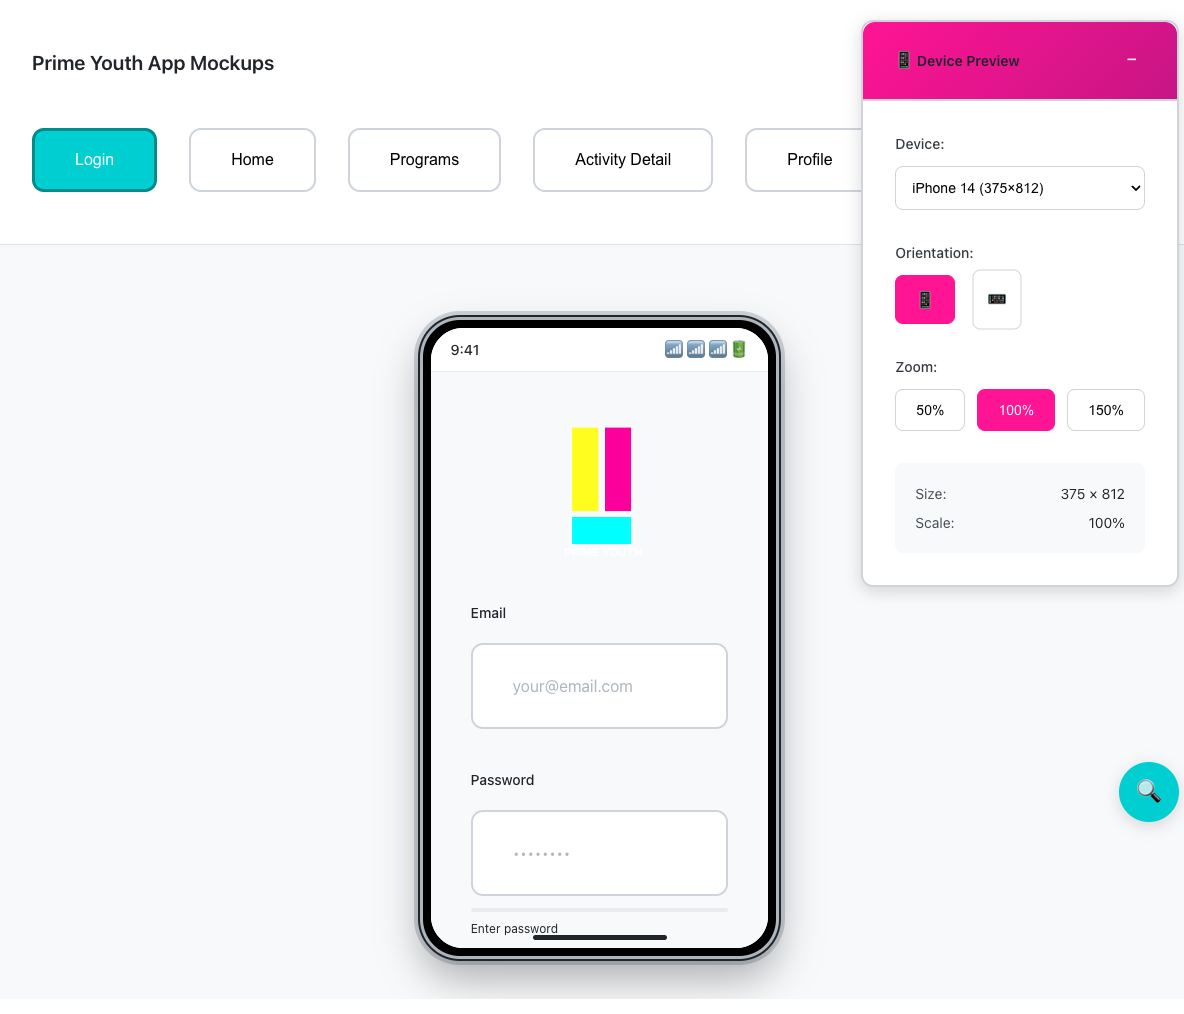 Prime Youth App Mockups
Login
Home
Programs
Activity Detail
Profile
Device Preview
−
Device:
iPhone 14 (375×812)
Orientation:
Zoom:
50%
100%
150%
Size:
375 × 812
Scale:
100%
9:41
PRIME YOUTH
Email
your@email.com
Password
••••••••
Enter password